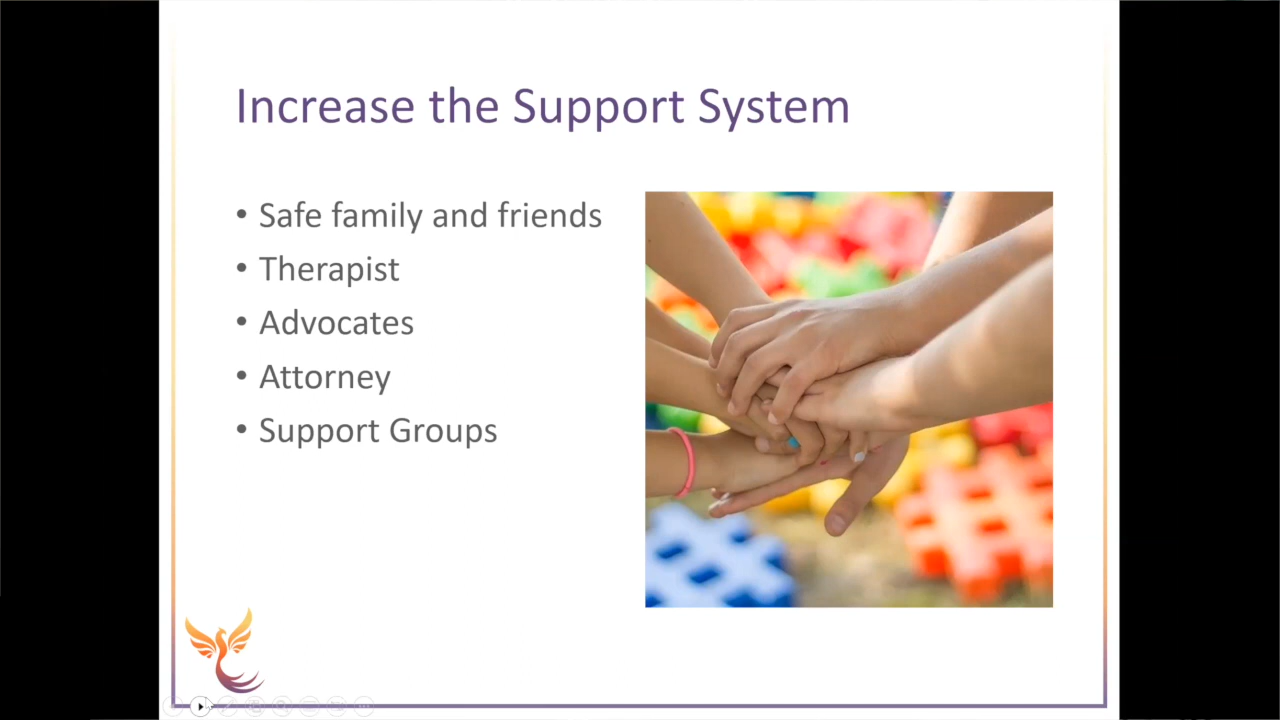 Increase the Support System
• Safe family and friends
• Therapist
• Advocates
• Attorney
• Support Groups